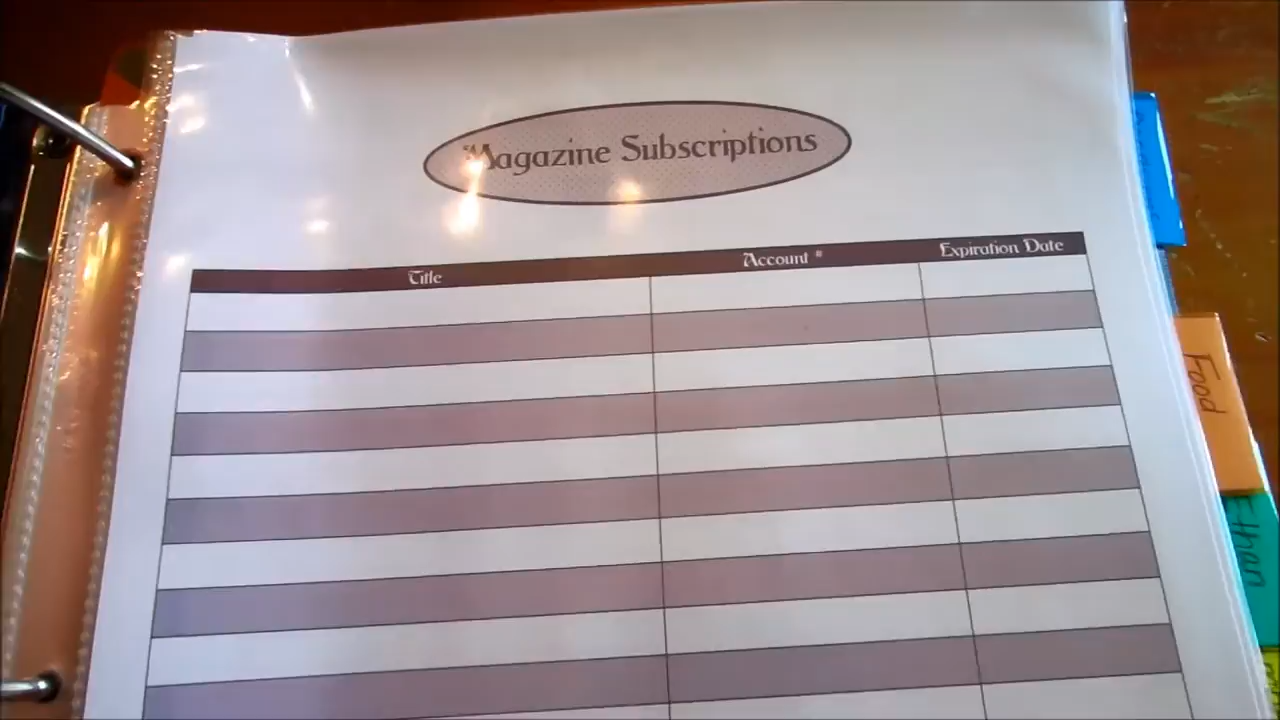 Magazine Subscriptions
Title Account # Expiration Date
Food
Ethan